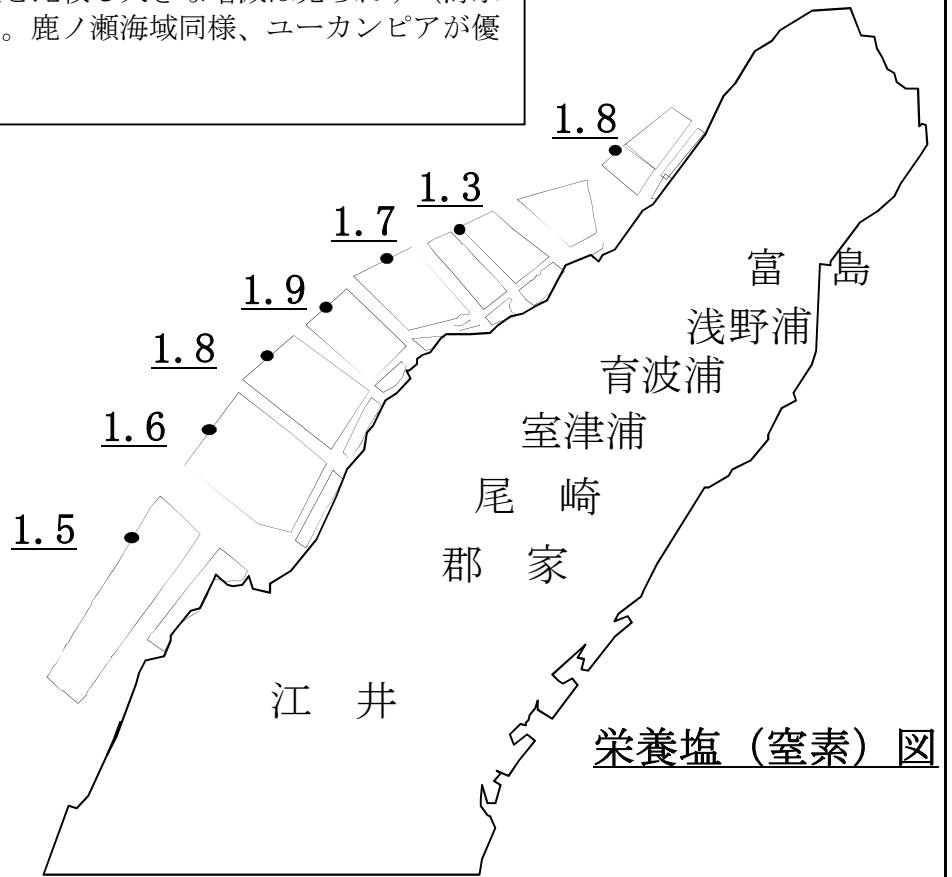 。鹿ノ瀬海域同様、ユーカンピアが優
1.8
1.3
1.7
1.9
1.8
1.6
1.5
富　島
浅野浦
育波浦
室津浦
尾　崎
郡　家
江　井
栄養塩（窒素）図